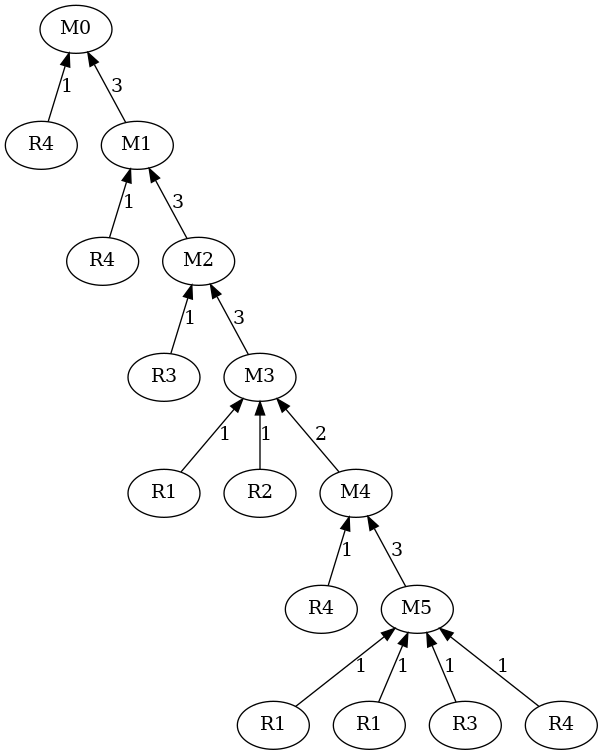 M0
1 3
R4 M1
1 3
R4 M2
1 3
R3 M3
1 1 2
R1 R2 M4
1 3
R4 M5
1 1 1 1
R1 R1 R3 R4